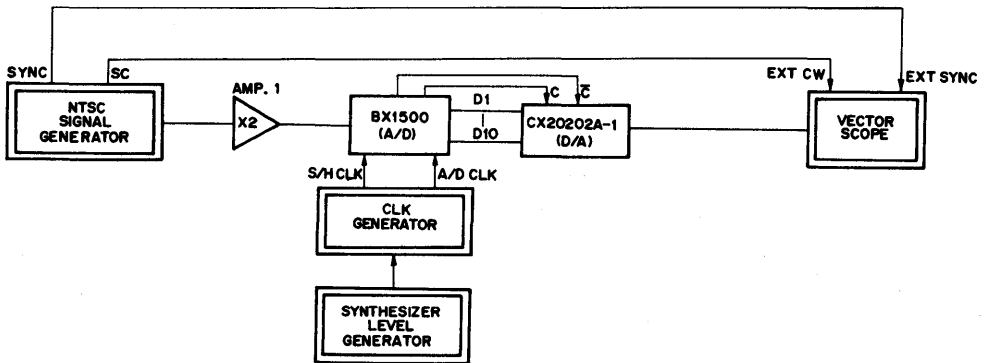 SYNC
SC
NTSC
SIGNAL
GENERATOR
AMP. 1
X2
BX1500
(A/D)
D1
D10
C
C̅
CX20202A-1
(D/A)
EXT CW
EXT SYNC
VECTOR
SCOPE
S/H CLK
A/D CLK
CLK
GENERATOR
SYNTHESIZER
LEVEL
GENERATOR